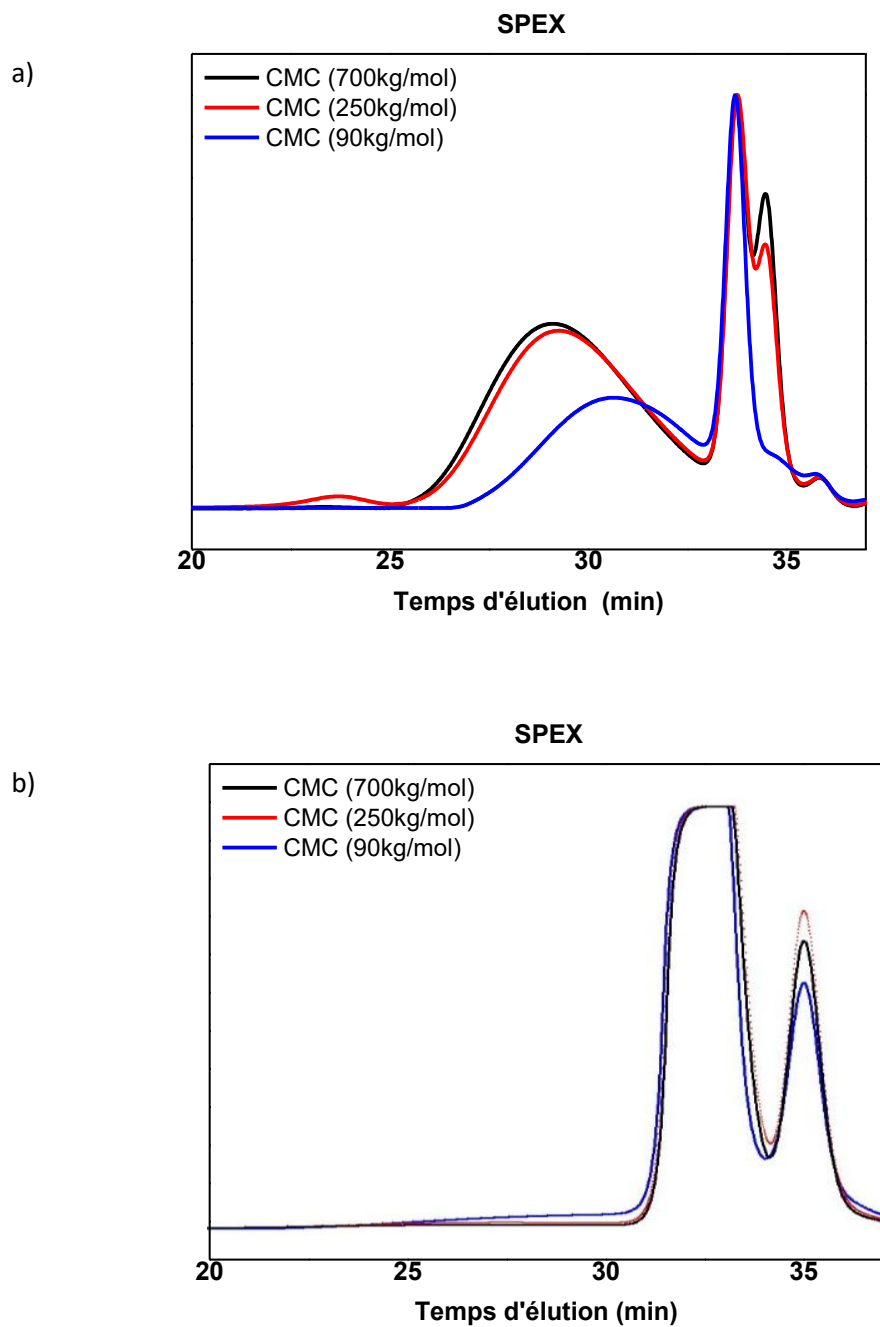 SPEX
a)
CMC (700kg/mol)
CMC (250kg/mol)
CMC (90kg/mol)
20 25 30 35
Temps d'élution (min)
SPEX
b)
CMC (700kg/mol)
CMC (250kg/mol)
CMC (90kg/mol)
20 25 30 35
Temps d'élution (min)